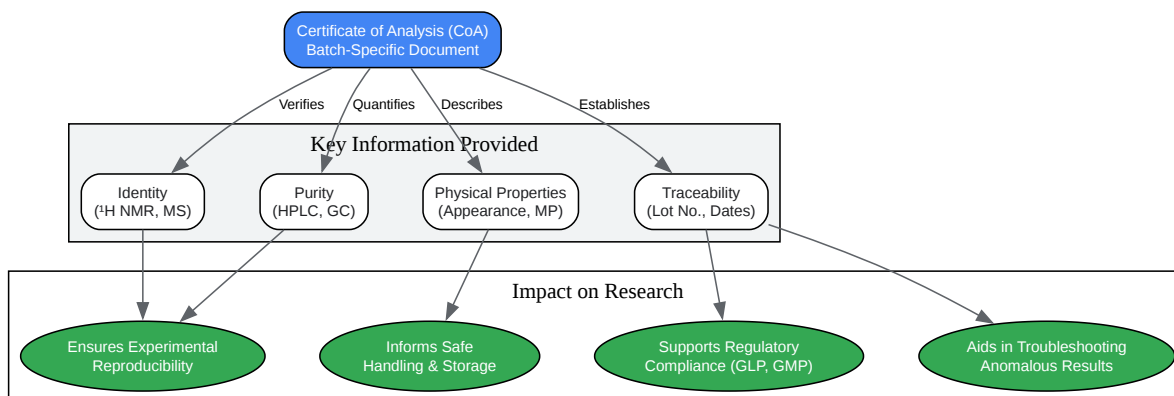 Certificate of Analysis (CoA)
Batch-Specific Document
Verifies
Quantifies
Describes
Establishes
Key Information Provided
Identity
(¹H NMR, MS)
Purity
(HPLC, GC)
Physical Properties
(Appearance, MP)
Traceability
(Lot No., Dates)
Impact on Research
Ensures Experimental
Reproducibility
Informs Safe
Handling & Storage
Supports Regulatory
Compliance (GLP, GMP)
Aids in Troubleshooting
Anomalous Results